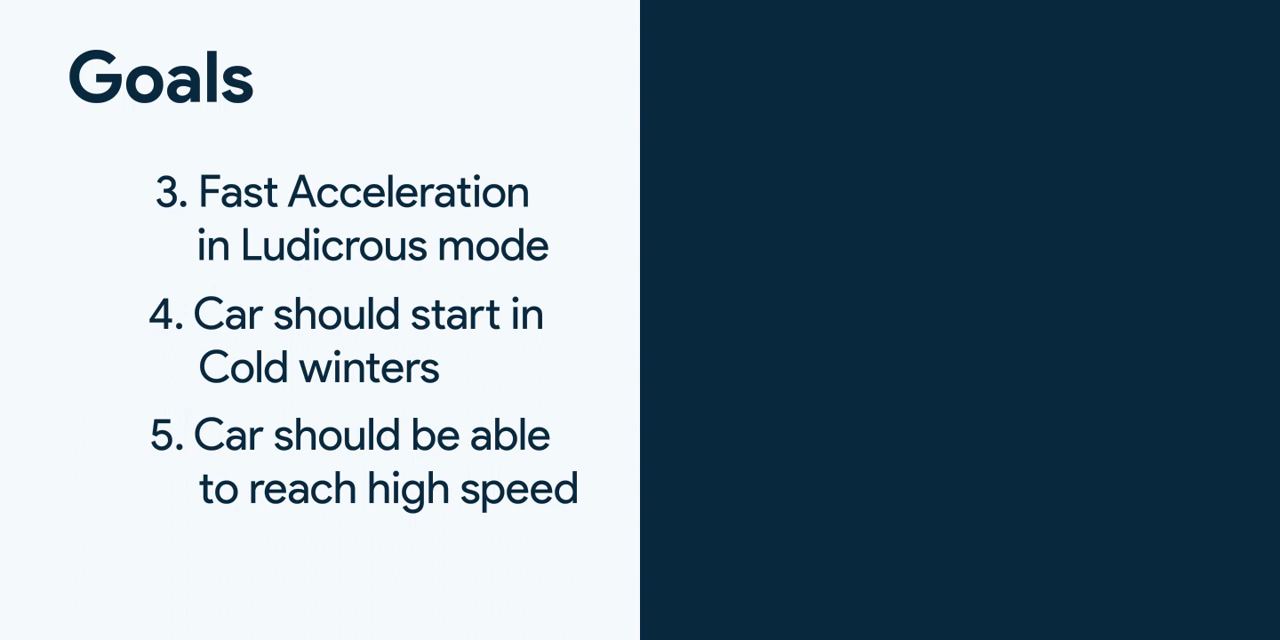 Goals
3. Fast Acceleration
in Ludicrous mode
4. Car should start in
Cold winters
5. Car should be able
to reach high speed